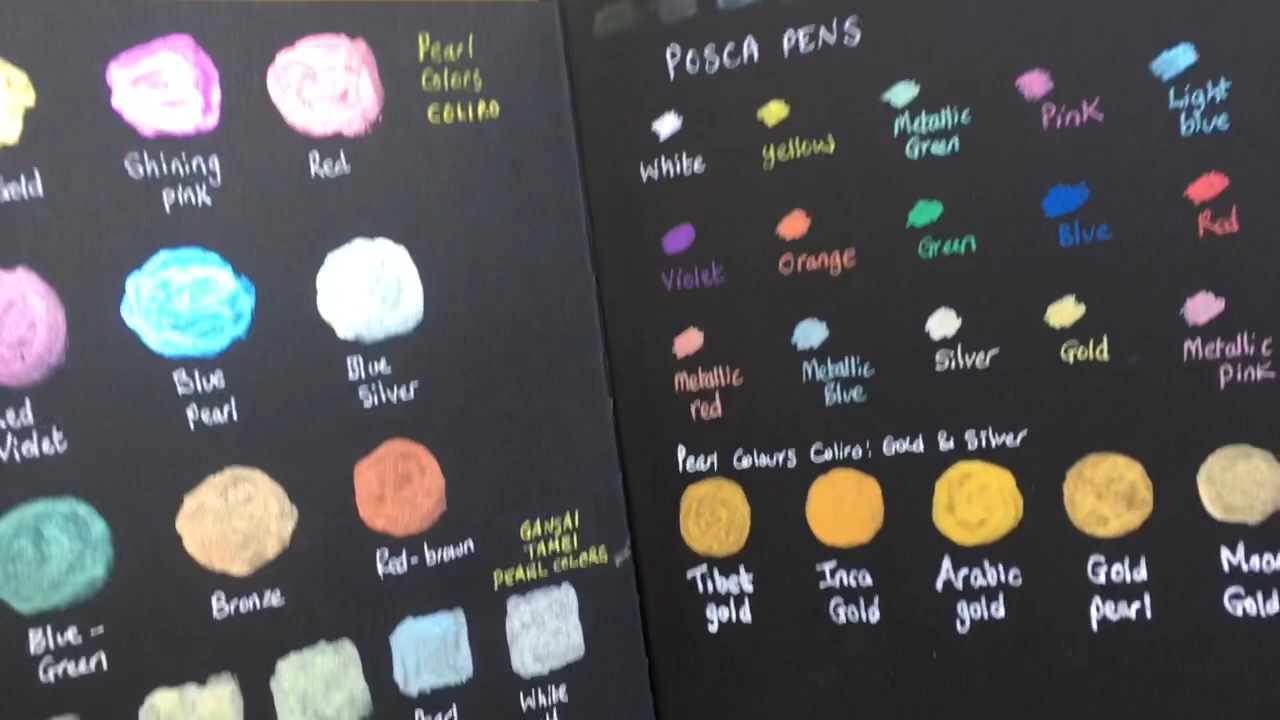 Pearl
Colors
COLIRO
Gold
Shining
pink
Red
Violet
Blue
pearl
Blue
Silver
Blue-
Green
Bronze
Red-brown
GANSAI
TAMBI
PEARL COLORS
Pearl
White
POSCA PENS
White
yellow
Metallic
Green
Pink
Light
blue
Violet
Orange
Green
Blue
Red
Metallic
red
Metallic
Blue
Silver
Gold
Metallic
pink
Pearl Colours Coliro: Gold & Silver
Tibet
gold
Inca
Gold
Arabic
gold
Gold
pearl
Gold